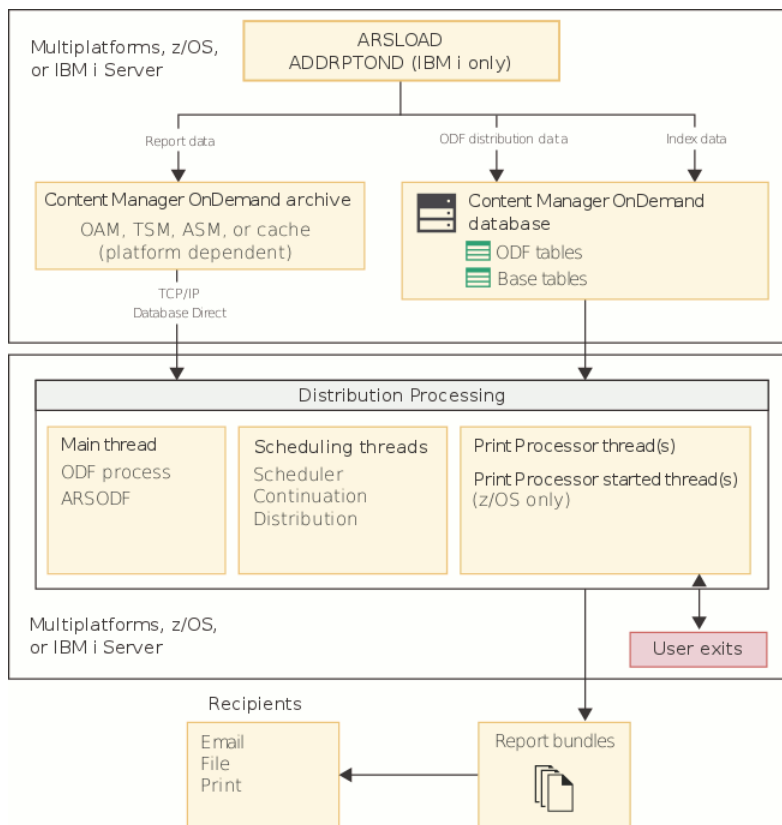 Multiplatforms, z/OS,
or IBM i Server
ARSLOAD
ADDRPTOND (IBM i only)
Report data
ODF distribution data
Index data
Content Manager OnDemand archive
OAM, TSM, ASM, or cache
(platform dependent)
Content Manager OnDemand
database
ODF tables
Base tables
TCP/IP
Database Direct
Distribution Processing
Main thread
ODF process
ARSODF
Scheduling threads
Scheduler
Continuation
Distribution
Print Processor thread(s)
Print Processor started thread(s)
(z/OS only)
Multiplatforms, z/OS,
or IBM i Server
User exits
Recipients
Email
File
Print
Report bundles